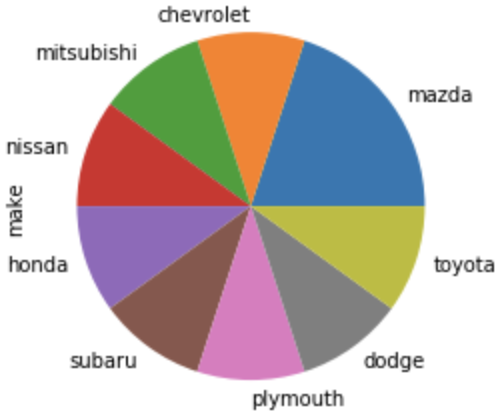 chevrolet
mitsubishi
mazda
nissan
make
honda
toyota
subaru
dodge
plymouth